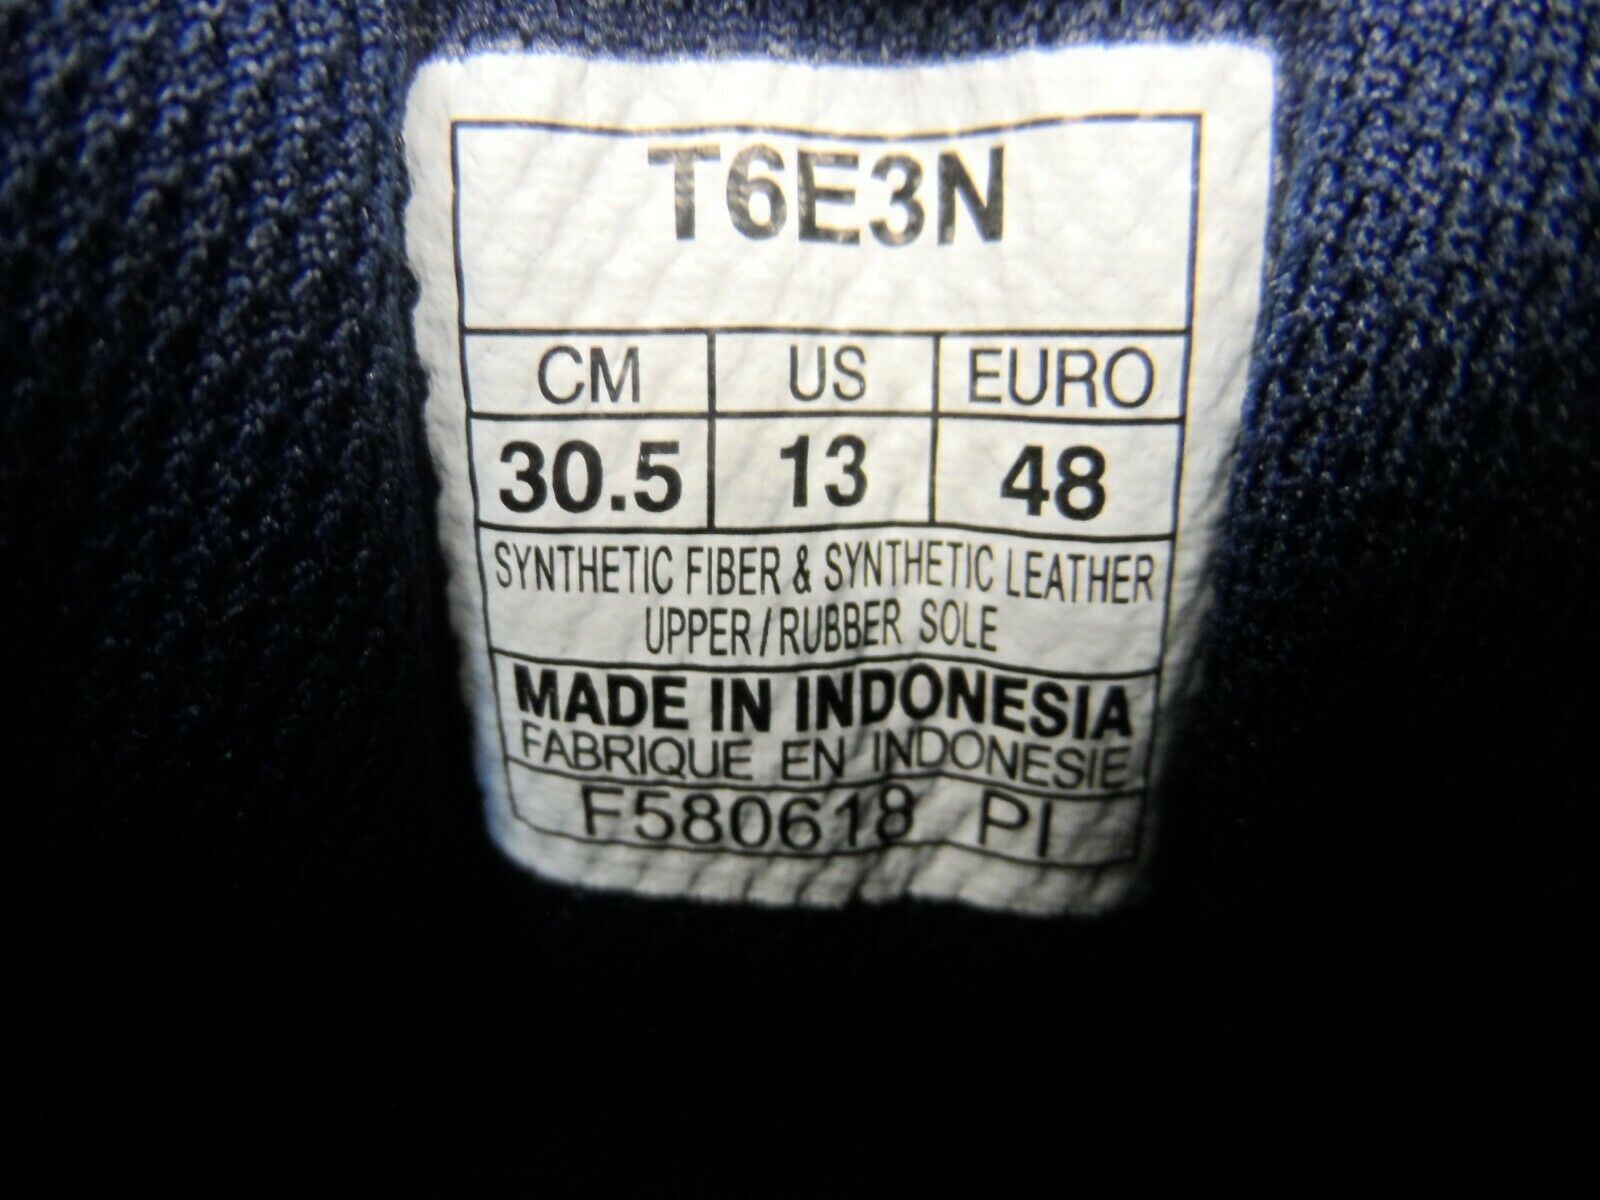 T6E3N
CM US EURO
30.5 13 48
SYNTHETIC FIBER & SYNTHETIC LEATHER
UPPER/RUBBER SOLE
MADE IN INDONESIA
FABRIQUE EN INDONESIE
F580618 PI